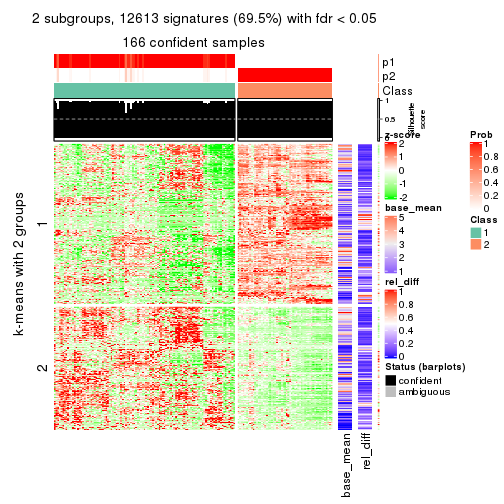 2 subgroups, 12613 signatures (69.5%) with fdr < 0.05
166 confident samples
p1
p2
Class
1
0.5
0
Silhouette
score
k-means with 2 groups
1
2
base_mean
rel_diff
z-score
2
1
0
-1
-2
base_mean
5
4
3
2
1
rel_diff
1
0.8
0.6
0.4
0.2
0
Status (barplots)
confident
ambiguous
Prob
1
0.8
0.6
0.4
0.2
0
Class
1
2